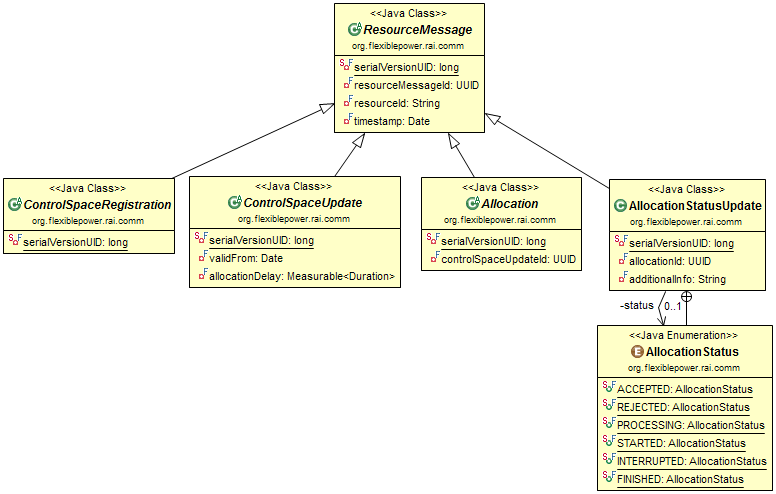 <<Java Class>>
ResourceMessage
org.flexiblepower.rai.comm
serialVersionUID: long
resourceMessageId: UUID
resourceId: String
timestamp: Date
<<Java Class>>
ControlSpaceRegistration
org.flexiblepower.rai.comm
serialVersionUID: long
<<Java Class>>
ControlSpaceUpdate
org.flexiblepower.rai.comm
serialVersionUID: long
validFrom: Date
allocationDelay: Measurable<Duration>
<<Java Class>>
Allocation
org.flexiblepower.rai.comm
serialVersionUID: long
controlSpaceUpdateId: UUID
<<Java Class>>
AllocationStatusUpdate
org.flexiblepower.rai.comm
serialVersionUID: long
allocationId: UUID
additionalInfo: String
-status 0..1
<<Java Enumeration>>
AllocationStatus
org.flexiblepower.rai.comm
ACCEPTED: AllocationStatus
REJECTED: AllocationStatus
PROCESSING: AllocationStatus
STARTED: AllocationStatus
INTERRUPTED: AllocationStatus
FINISHED: AllocationStatus